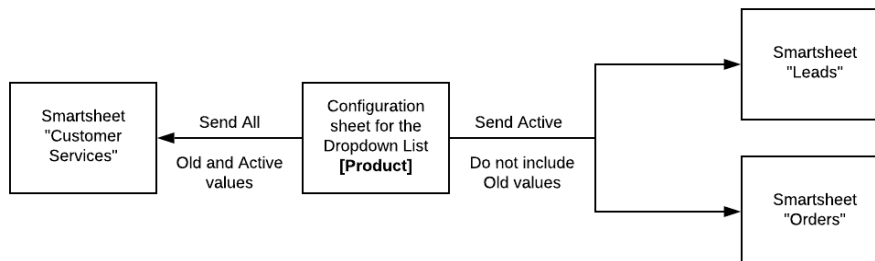 Smartsheet
"Customer
Services"
Send All
Old and Active
values
Configuration
sheet for the
Dropdown List
[Product]
Send Active
Do not include
Old values
Smartsheet
"Leads"
Smartsheet
"Orders"